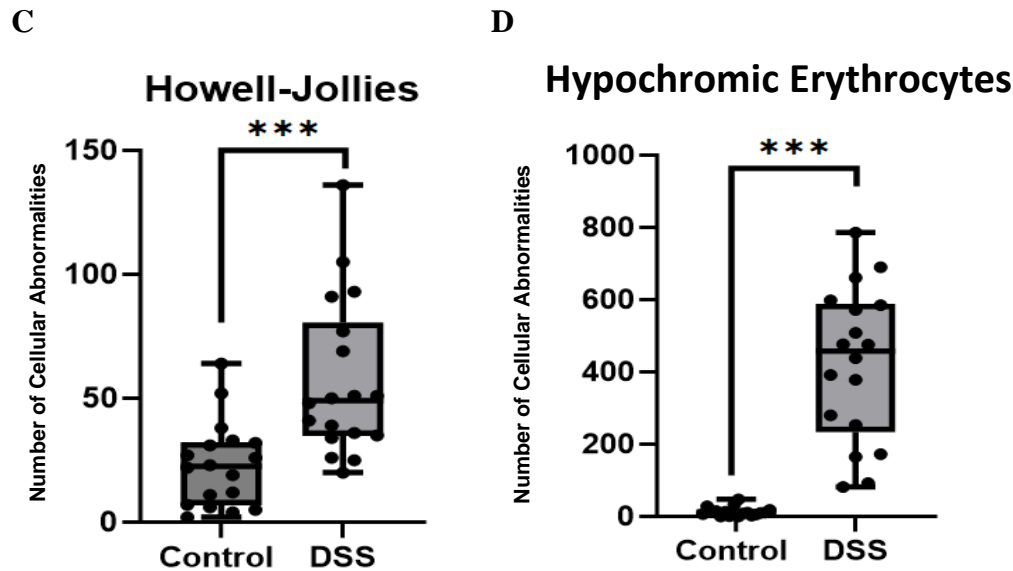 C
Howell-Jollies
***
Number of Cellular Abnormalities
150
100
50
0
Control DSS
D
Hypochromic Erythrocytes
***
Number of Cellular Abnormalities
1000
800
600
400
200
0
Control DSS